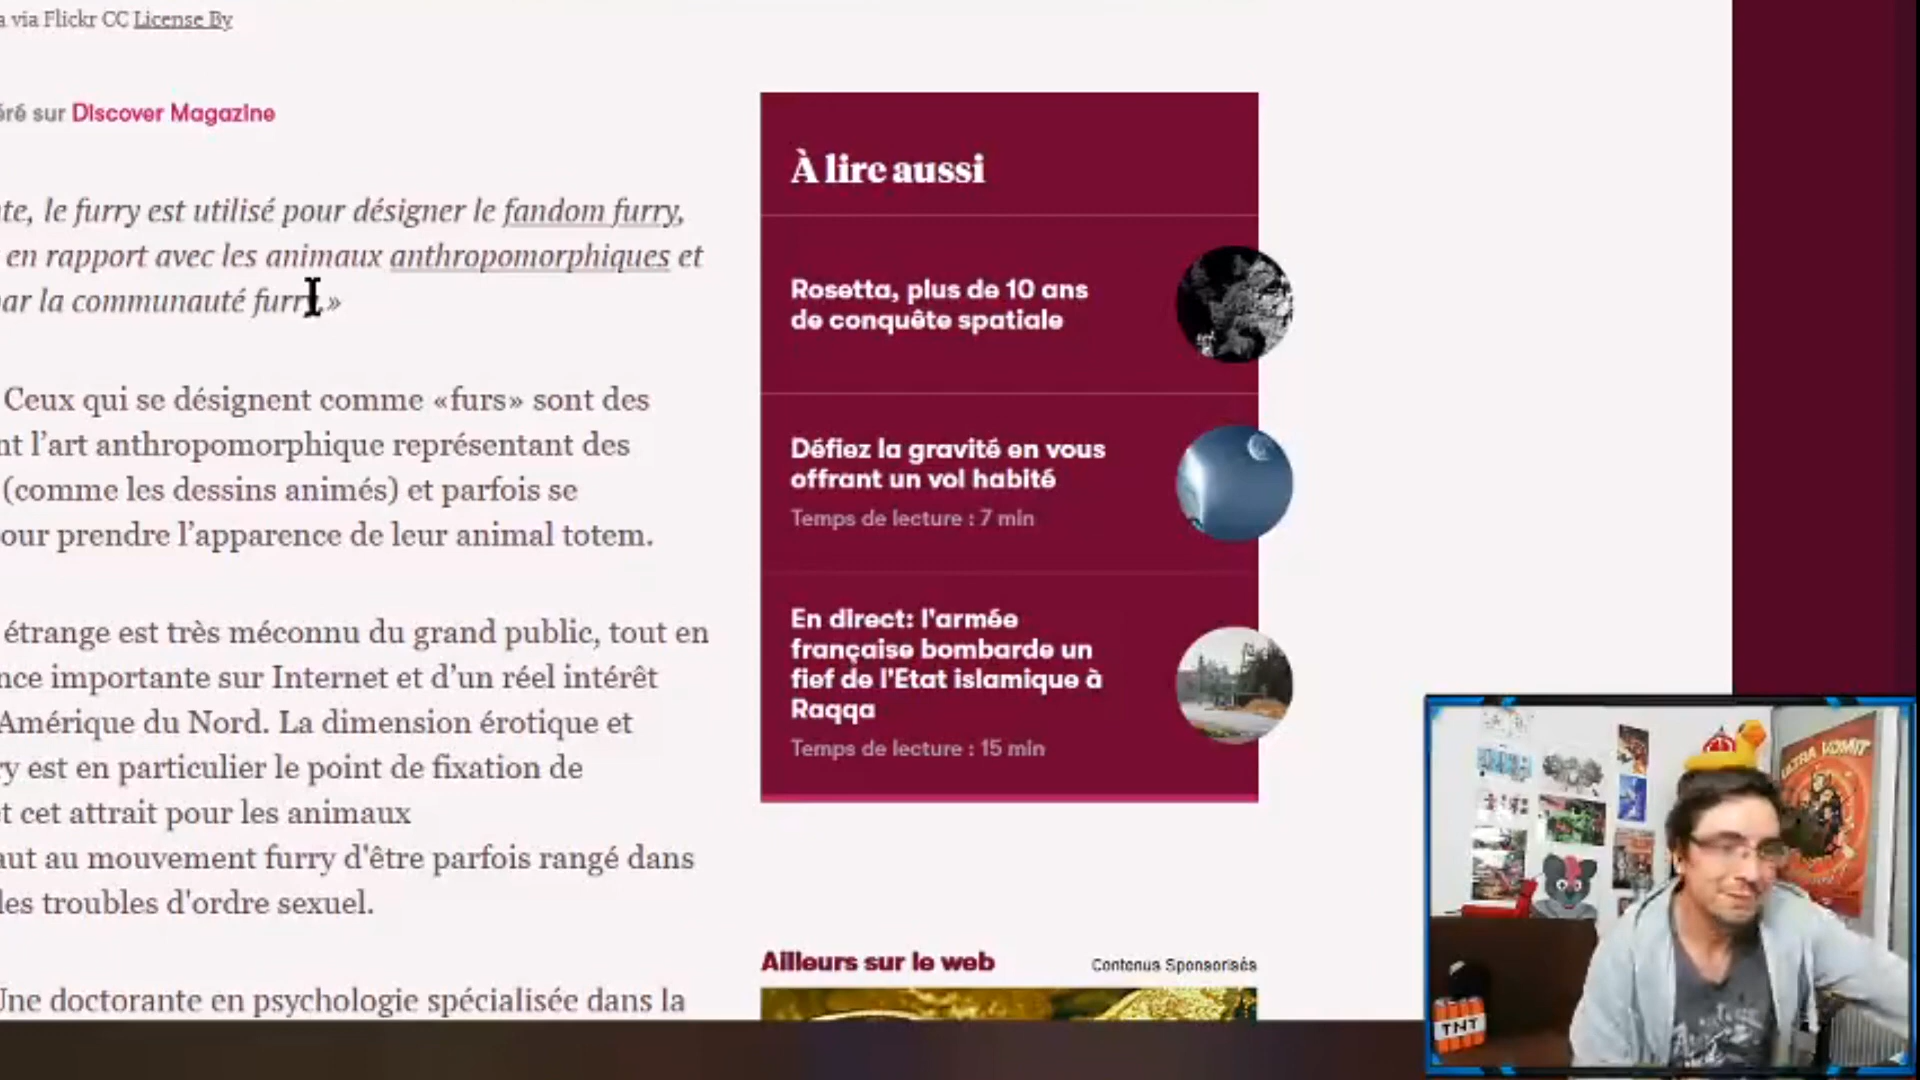 a via Flickr CC License By
éré sur Discover Magazine
te, le furry est utilisé pour désigner le fandom furry,
en rapport avec les animaux anthropomorphiques et
par la communauté furry.»
Ceux qui se désignent comme «furs» sont des
nt l’art anthropomorphique représentant des
(comme les dessins animés) et parfois se
our prendre l’apparence de leur animal totem.
étrange est très méconnu du grand public, tout en
nce importante sur Internet et d’un réel intérêt
Amérique du Nord. La dimension érotique et
ry est en particulier le point de fixation de
t cet attrait pour les animaux
aut au mouvement furry d'être parfois rangé dans
les troubles d'ordre sexuel.
Une doctorante en psychologie spécialisée dans la
À lire aussi
Rosetta, plus de 10 ans
de conquête spatiale
Défiez la gravité en vous
offrant un vol habité
Temps de lecture : 7 min
En direct: l'armée
française bombarde un
fief de l'Etat islamique à
Raqqa
Temps de lecture : 15 min
Ailleurs sur le web
Contenus Sponsorisés
ULTRA VOMIT
TNT